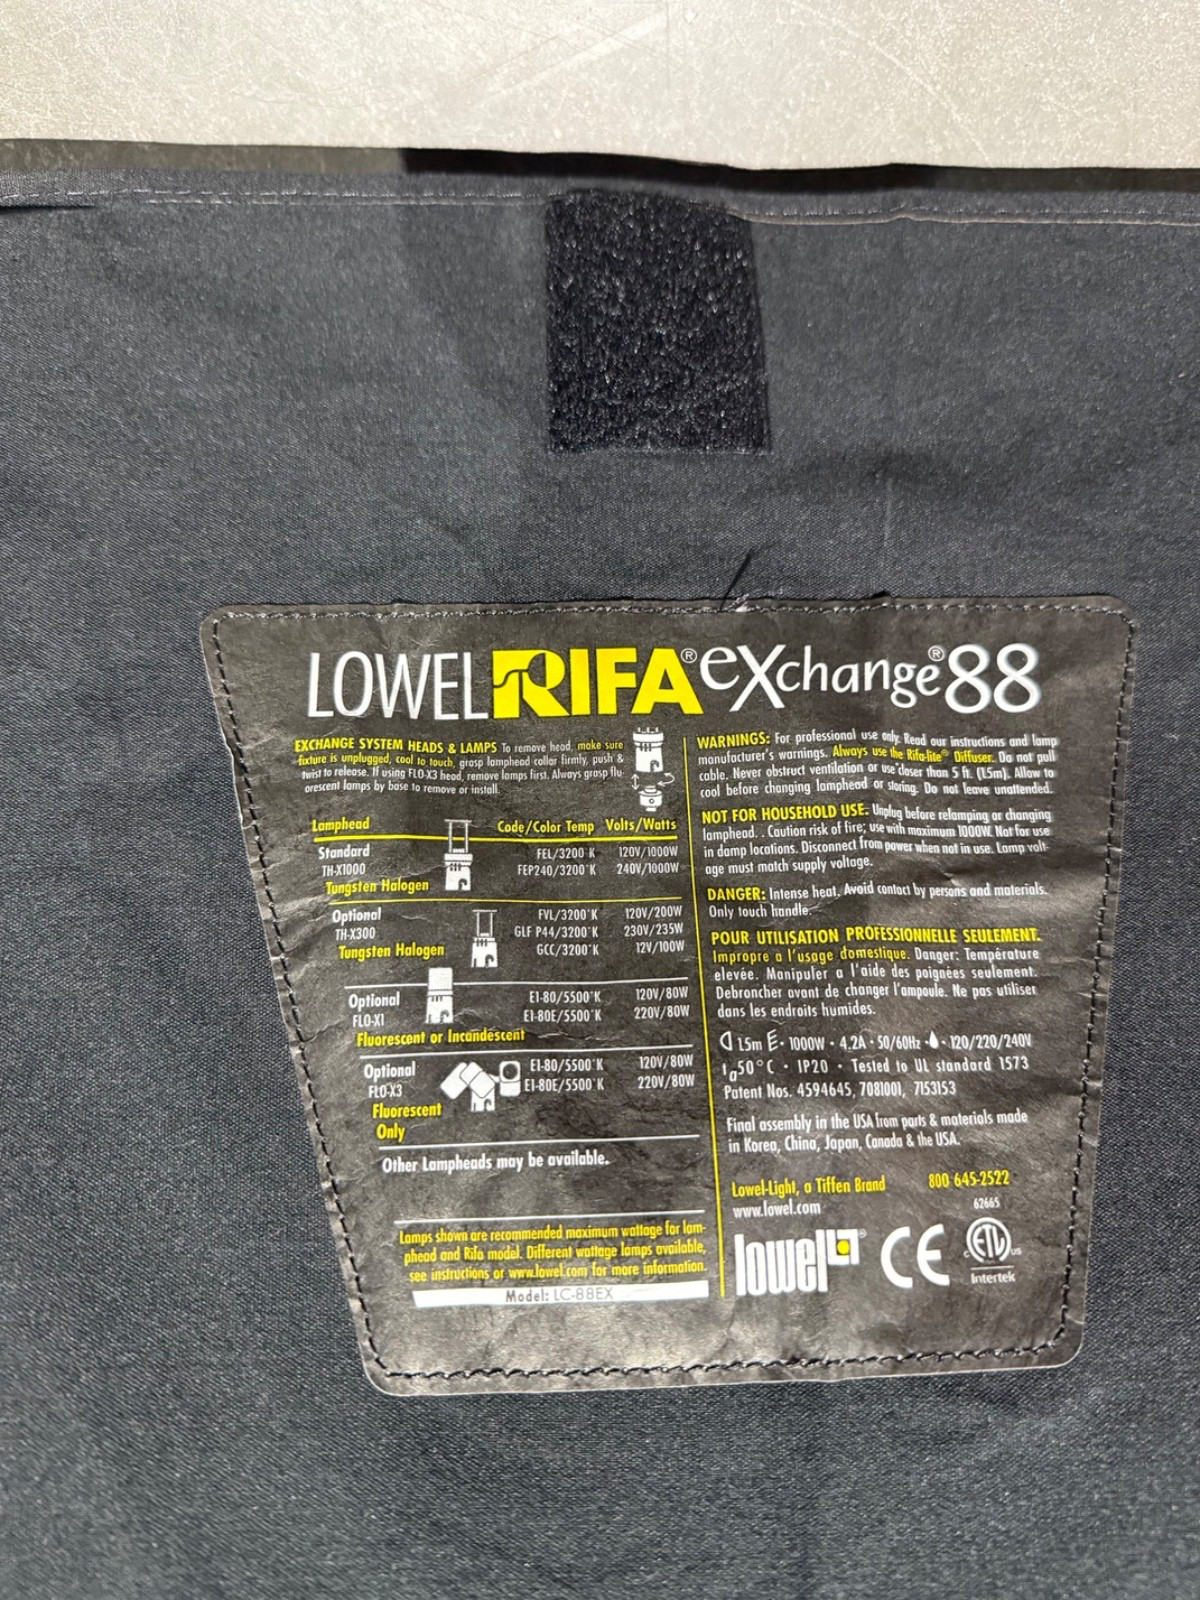 LOWEL RIFA® eXchange® 88
EXCHANGE SYSTEM HEADS & LAMPS To remove head, make sure
fixture is unplugged, cool to touch, grasp lamphead collar firmly, push &
twist to release. If using FLO-X3 head, remove lamps first. Always grasp flu-
orescent lamps by base to remove or install.
Lamphead Code/Color Temp Volts/Watts
Standard FEL/3200°K 120V/1000W
TH-X1000 FEP240/3200°K 240V/1000W
Tungsten Halogen
Optional FVL/3200°K 120V/200W
TH-X300 GLF P44/3200°K 230V/235W
Tungsten Halogen GCC/3200°K 12V/100W
Optional E1-80/5500°K 120V/80W
FLO-X1 E1-80E/5500°K 220V/80W
Fluorescent or Incandescent
Optional E1-80/5500°K 120V/80W
FLO-X3 E1-80E/5500°K 220V/80W
Fluorescent
Only
Other Lampheads may be available.
Lamps shown are recommended maximum wattage for lam-
phead and Rifa model. Different wattage lamps available,
see instructions or www.lowel.com for more information.
Model: LC-88EX
WARNINGS: For professional use only. Read our instructions and lamp
manufacturer's warnings. Always use the Rifa-lite® Diffuser. Do not pull
cable. Never obstruct ventilation or use closer than 5 ft. (1.5m). Allow to
cool before changing lamphead or storing. Do not leave unattended.
NOT FOR HOUSEHOLD USE. Unplug before relamping or changing
lamphead. . Caution risk of fire; use with maximum 1000W. Not for use
in damp locations. Disconnect from power when not in use. Lamp volt-
age must match supply voltage.
DANGER: Intense heat. Avoid contact by persons and materials.
Only touch handle.
POUR UTILISATION PROFESSIONNELLE SEULEMENT.
Impropre a l'usage domestique. Danger: Température
elevée. Manipuler a l'aide des poignées seulement.
Debroncher avant de changer l'ampoule. Ne pas utiliser
dans les endroits humides.
1.5m E • 1000W • 4.2A • 50/60Hz • 120/220/240V
ta50°C • IP20 • Tested to UL standard 1573
Patent Nos. 4594645, 7081001, 7153153
Final assembly in the USA from parts & materials made
in Korea, China, Japan, Canada & the USA.
Lowel-Light, a Tiffen Brand 800 645-2522
www.lowel.com 62665
lowel® CE c ETL us
Intertek